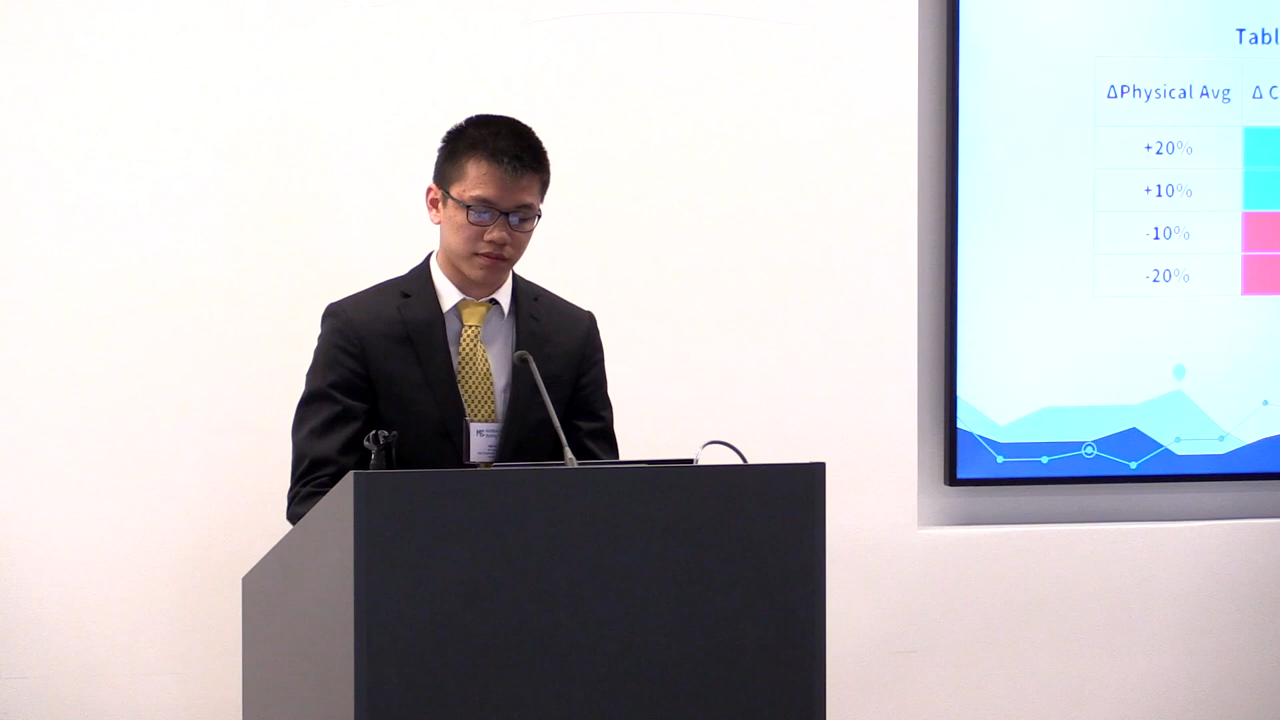 Tabl
ΔPhysical Avg Δ C
+20%
+10%
-10%
-20%